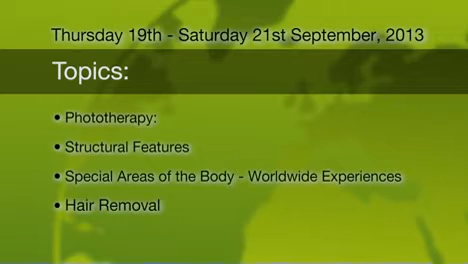 Thursday 19th - Saturday 21st September, 2013
Topics:
• Phototherapy:
• Structural Features
• Special Areas of the Body - Worldwide Experiences
• Hair Removal